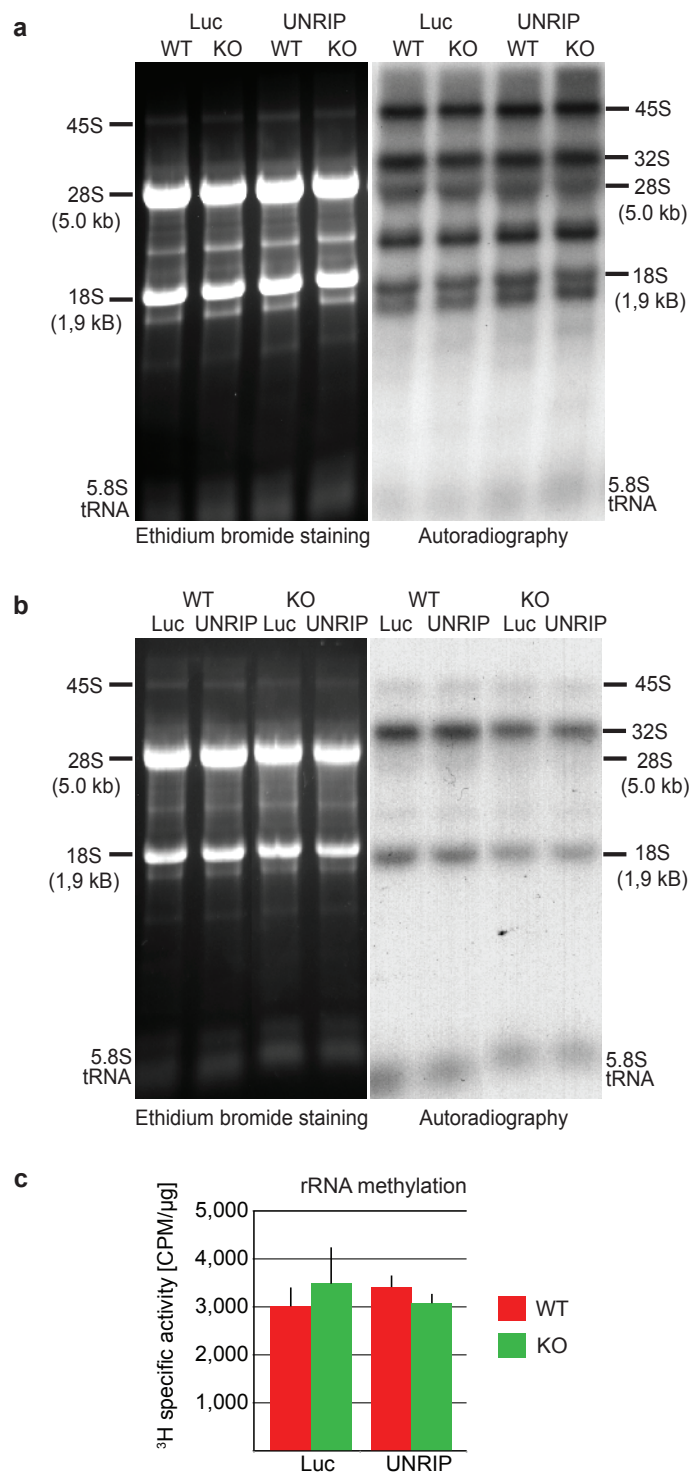 a
Luc UNRIP Luc UNRIP
WT KO WT KO WT KO WT KO
45S 45S
32S
28S 28S
(5.0 kb) (5.0 kb)
18S 18S
(1,9 kB) (1,9 kB)
5.8S 5.8S
tRNA tRNA
Ethidium bromide staining Autoradiography
b
WT KO WT KO
Luc UNRIP Luc UNRIP Luc UNRIP Luc UNRIP
45S 45S
32S
28S 28S
(5.0 kb) (5.0 kb)
18S 18S
(1,9 kB) (1,9 kB)
5.8S 5.8S
tRNA tRNA
Ethidium bromide staining Autoradiography
c
rRNA methylation
³H specific activity [CPM/µg]
5,000
4,000
3,000
2,000
1,000
Luc UNRIP
WT
KO